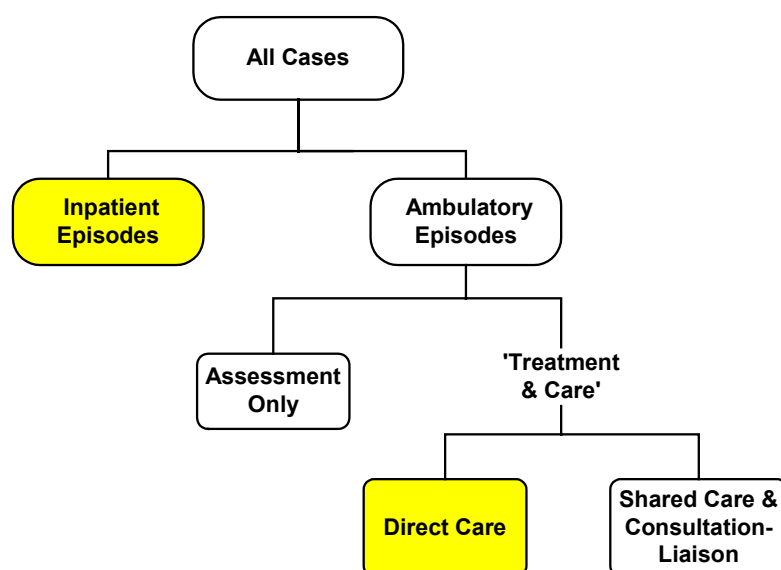 All Cases
Inpatient
Episodes
Ambulatory
Episodes
Assessment
Only
'Treatment
& Care'
Direct Care
Shared Care &
Consultation-
Liaison